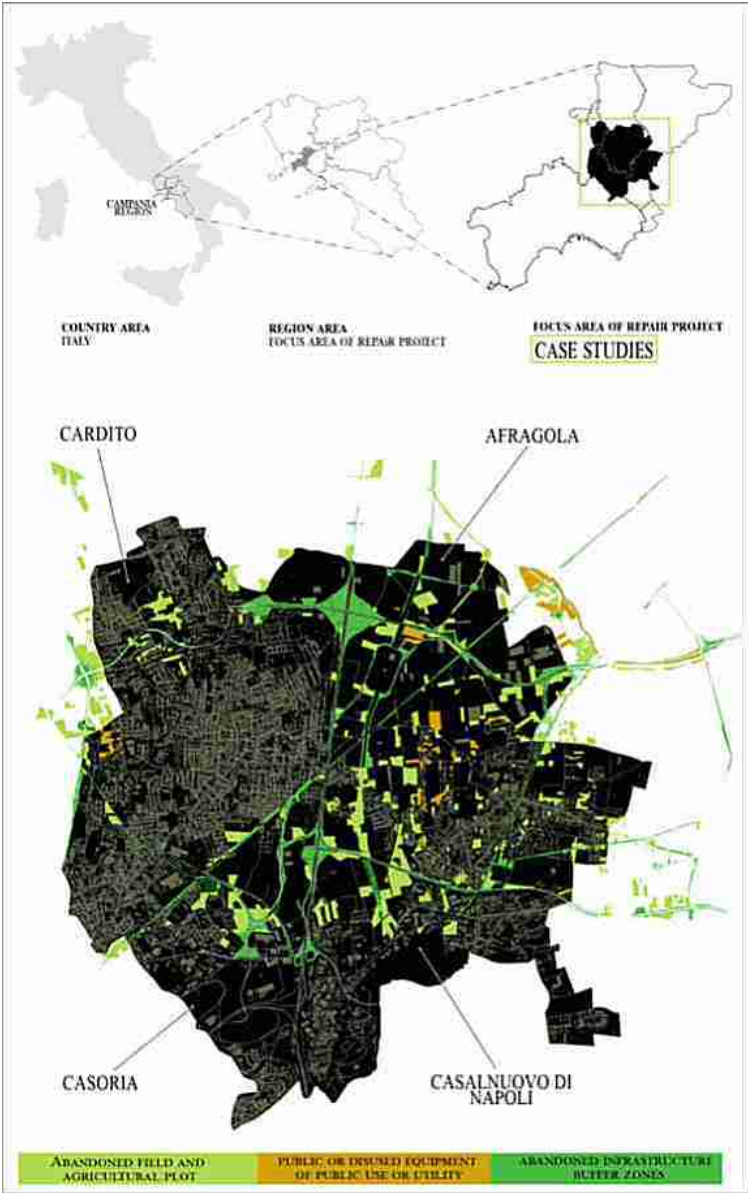 CAMPANIA
REGION
COUNTRY AREA
ITALY
REGION AREA
FOCUS AREA OF REPAIR PROJECT
FOCUS AREA OF REPAIR PROJECT
CASE STUDIES
CARDITO
AFRAGOLA
CASORIA
CASALNUOVO DI
NAPOLI
ABANDONED FIELD AND
AGRICULTURAL PLOT
PUBLIC OR DISUSED EQUIPMENT
OF PUBLIC USE OR UTILITY
ABANDONED INFRASTRUCTURE
BUFFER ZONES